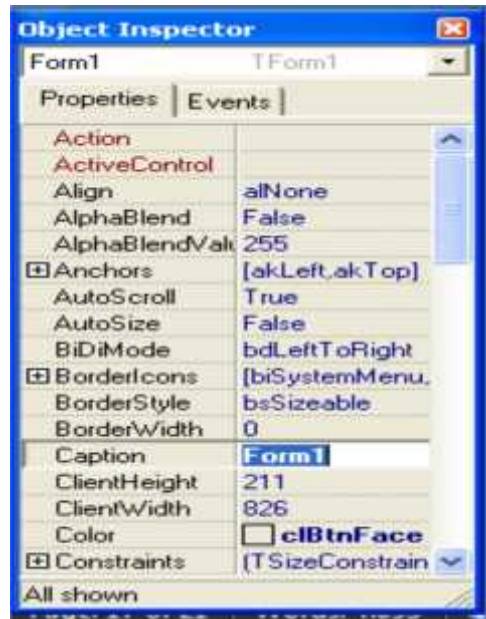 Object Inspector
Form1 TForm1
Properties Events
Action
ActiveControl
Align alNone
AlphaBlend False
AlphaBlendValu 255
Anchors [akLeft,akTop]
AutoScroll True
AutoSize False
BiDiMode bdLeftToRight
BorderIcons [biSystemMenu,
BorderStyle bsSizeable
BorderWidth 0
Caption Form1
ClientHeight 211
ClientWidth 826
Color clBtnFace
Constraints (TSizeConstrain
All shown